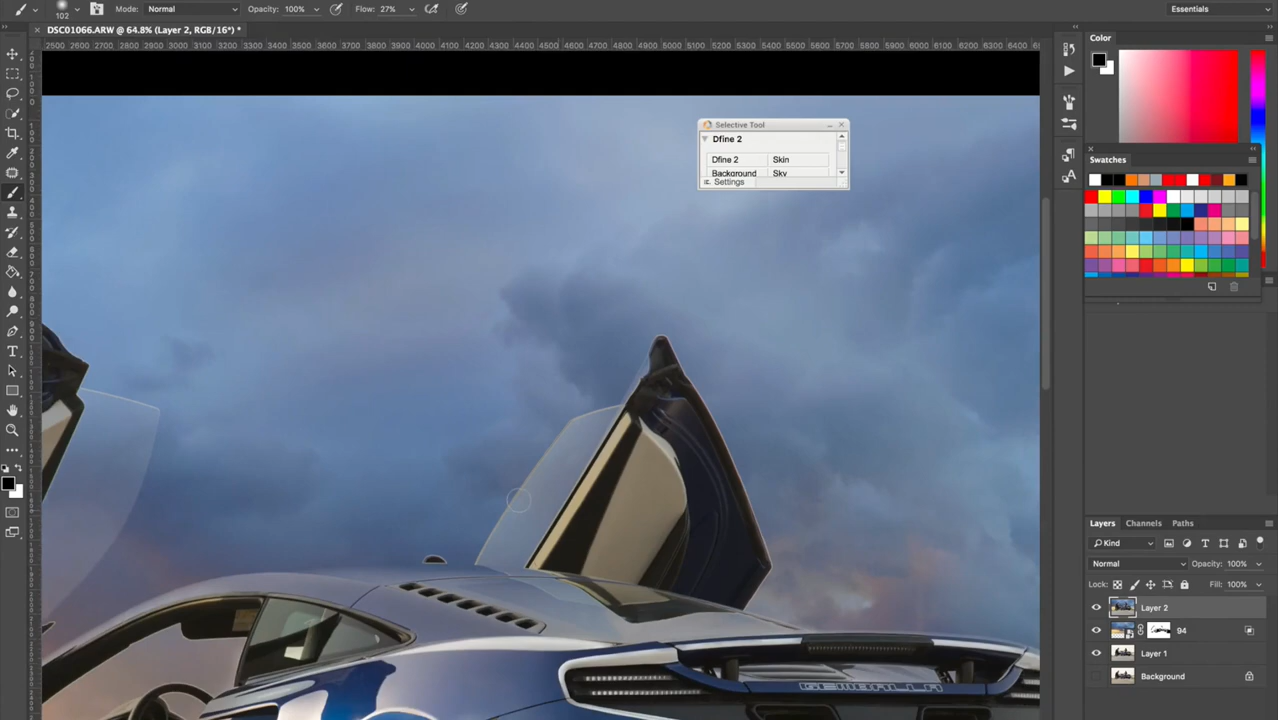 102 Mode: Normal Opacity: 100% Flow: 27% Essentials
DSC01066.ARW @ 64.8% (Layer 2, RGB/16*) *
2500 2600 2700 2800 2900 3000 3100 3200 3300 3400 3500 3600 3700 3800 3900 4000 4100 4200 4300 4400 4500 4600 4700 4800 4900 5000 5100 5200 5300 5400 5500 5600 5700 5800 5900 6000 6100 6200 6300 6400
Color
Selective Tool
Dfine 2
Dfine 2 Skin
Background Sky
Settings
Swatches
Layers Channels Paths
Kind
Normal Opacity: 100%
Lock: Fill: 100%
Layer 2
94
Layer 1
Background